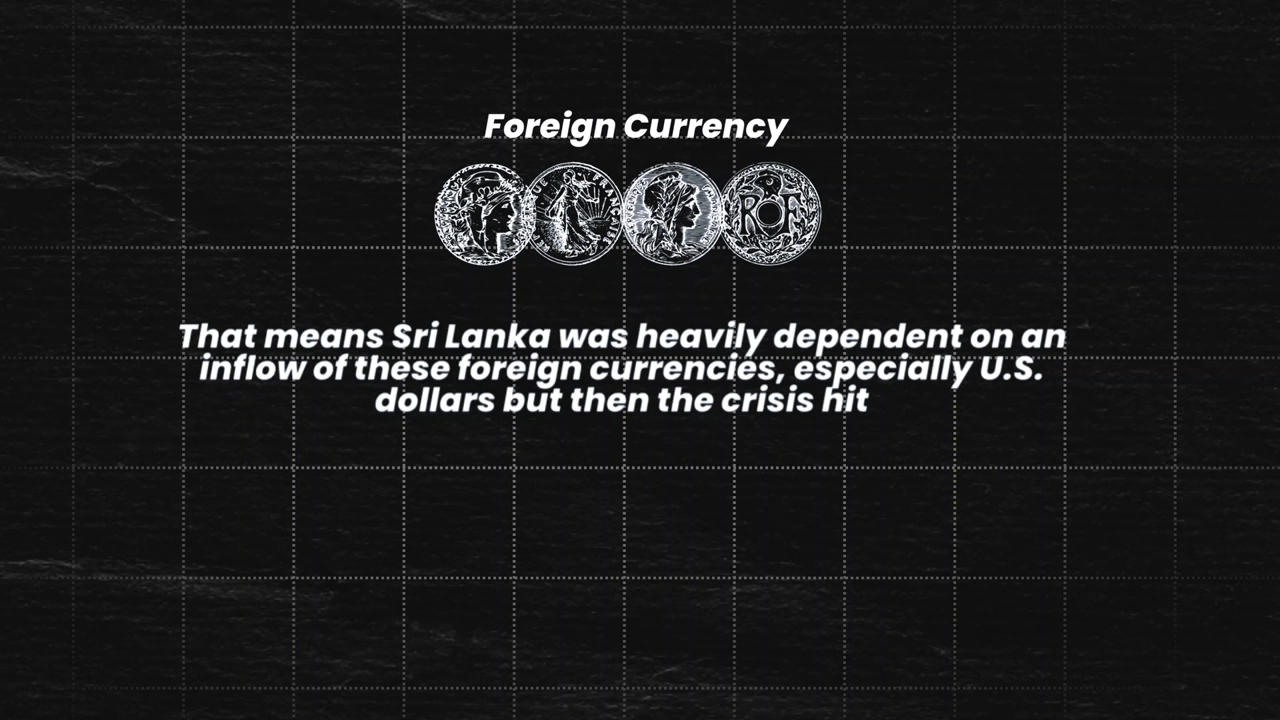 Foreign Currency
R F
That means Sri Lanka was heavily dependent on an
inflow of these foreign currencies, especially U.S.
dollars but then the crisis hit